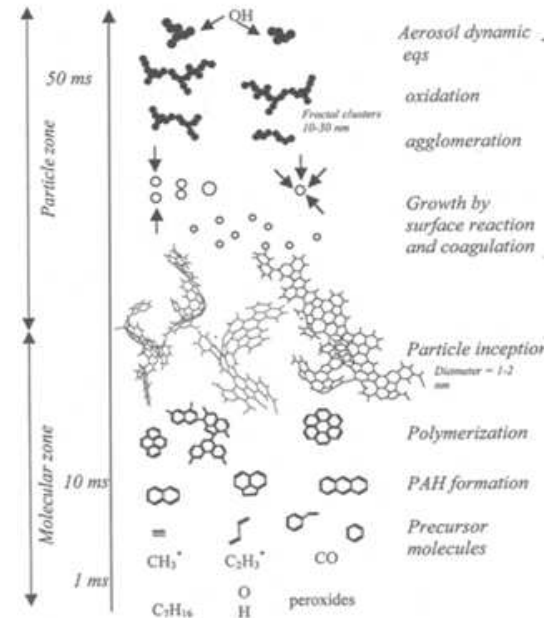 OH
Aerosol dynamic
eqs
50 ms
oxidation
Fractal clusters
10-30 nm
agglomeration
Particle zone
Growth by
surface reaction
and coagulation
Particle inception
Diameter = 1-2
nm
Polymerization
Molecular zone
10 ms
PAH formation
Precursor
molecules
CH₃•
C₂H₃•
CO
1 ms
O
H
peroxides
C₇H₁₆